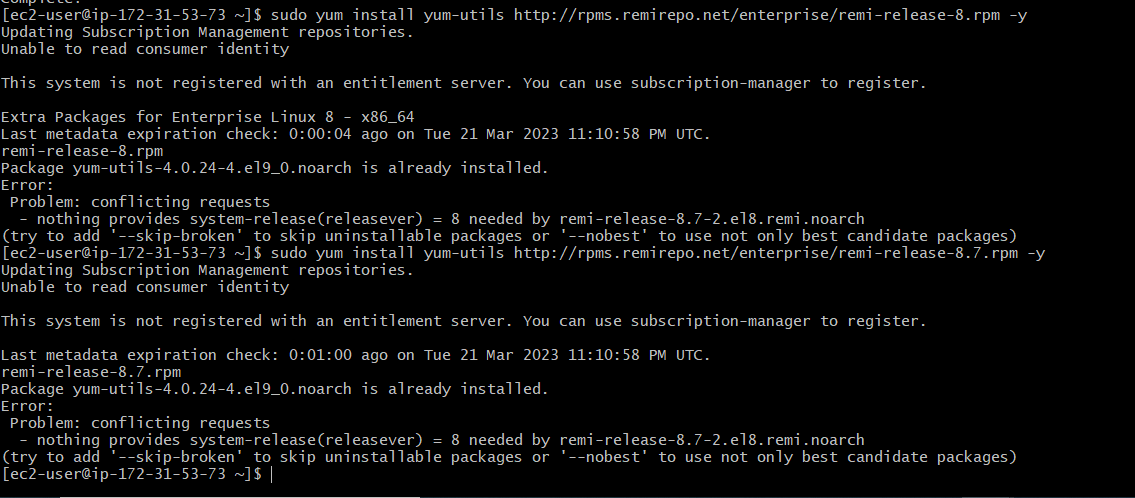 [ec2-user@ip-172-31-53-73 ~]$ sudo yum install yum-utils http://rpms.remirepo.net/enterprise/remi-release-8.rpm -y
Updating Subscription Management repositories.
Unable to read consumer identity
This system is not registered with an entitlement server. You can use subscription-manager to register.
Extra Packages for Enterprise Linux 8 - x86_64
Last metadata expiration check: 0:00:04 ago on Tue 21 Mar 2023 11:10:58 PM UTC.
remi-release-8.rpm
Package yum-utils-4.0.24-4.el9_0.noarch is already installed.
Error:
 Problem: conflicting requests
  - nothing provides system-release(releasever) = 8 needed by remi-release-8.7-2.el8.remi.noarch
(try to add '--skip-broken' to skip uninstallable packages or '--nobest' to use not only best candidate packages)
[ec2-user@ip-172-31-53-73 ~]$ sudo yum install yum-utils http://rpms.remirepo.net/enterprise/remi-release-8.7.rpm -y
Updating Subscription Management repositories.
Unable to read consumer identity
This system is not registered with an entitlement server. You can use subscription-manager to register.
Last metadata expiration check: 0:01:00 ago on Tue 21 Mar 2023 11:10:58 PM UTC.
remi-release-8.7.rpm
Package yum-utils-4.0.24-4.el9_0.noarch is already installed.
Error:
 Problem: conflicting requests
  - nothing provides system-release(releasever) = 8 needed by remi-release-8.7-2.el8.remi.noarch
(try to add '--skip-broken' to skip uninstallable packages or '--nobest' to use not only best candidate packages)
[ec2-user@ip-172-31-53-73 ~]$